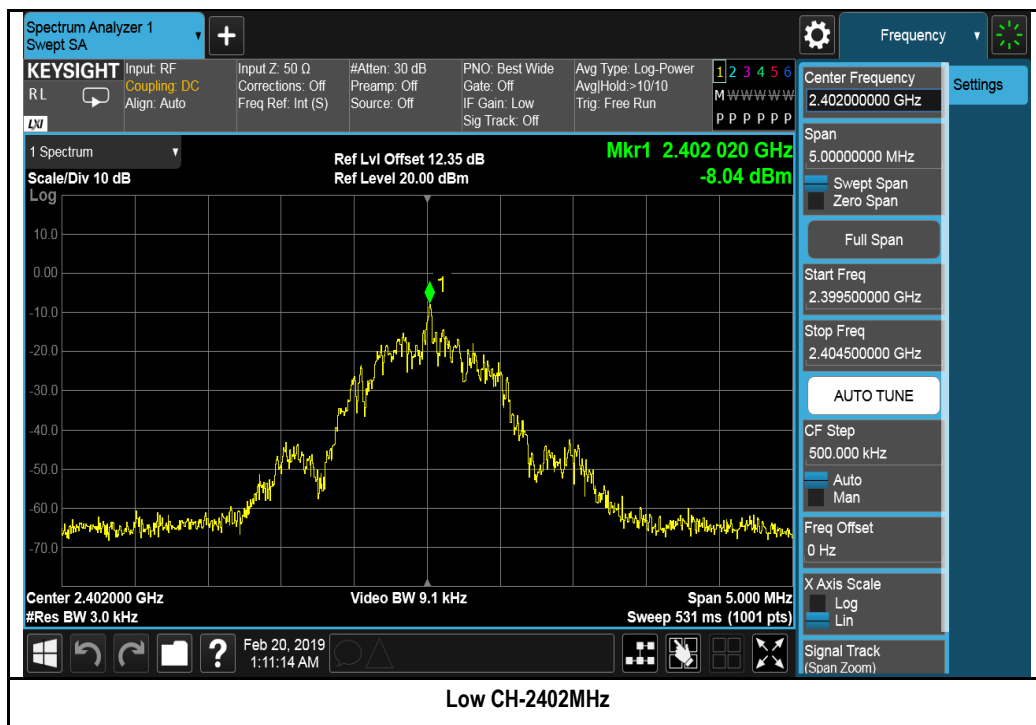 Spectrum Analyzer 1
Swept SA
+
Frequency
KEYSIGHT
RL
LXI
Input: RF
Coupling: DC
Align: Auto
Input Z: 50 Ω
Corrections: Off
Freq Ref: Int (S)
#Atten: 30 dB
Preamp: Off
Source: Off
PNO: Best Wide
Gate: Off
IF Gain: Low
Sig Track: Off
Avg Type: Log-Power
Avg|Hold:>10/10
Trig: Free Run
1 2 3 4 5 6
M W W W W W
P P P P P P
1 Spectrum
Scale/Div 10 dB
Log
Ref Lvl Offset 12.35 dB
Ref Level 20.00 dBm
Mkr1 2.402 020 GHz
-8.04 dBm
10.0
0.00
-10.0
-20.0
-30.0
-40.0
-50.0
-60.0
-70.0
1
Center 2.402000 GHz
#Res BW 3.0 kHz
Video BW 9.1 kHz
Span 5.000 MHz
Sweep 531 ms (1001 pts)
Center Frequency
2.402000000 GHz
Settings
Span
5.00000000 MHz
Swept Span
Zero Span
Full Span
Start Freq
2.399500000 GHz
Stop Freq
2.404500000 GHz
AUTO TUNE
CF Step
500.000 kHz
Auto
Man
Freq Offset
0 Hz
X Axis Scale
Log
Lin
Signal Track
(Span Zoom)
?
Feb 20, 2019
1:11:14 AM
Low CH-2402MHz